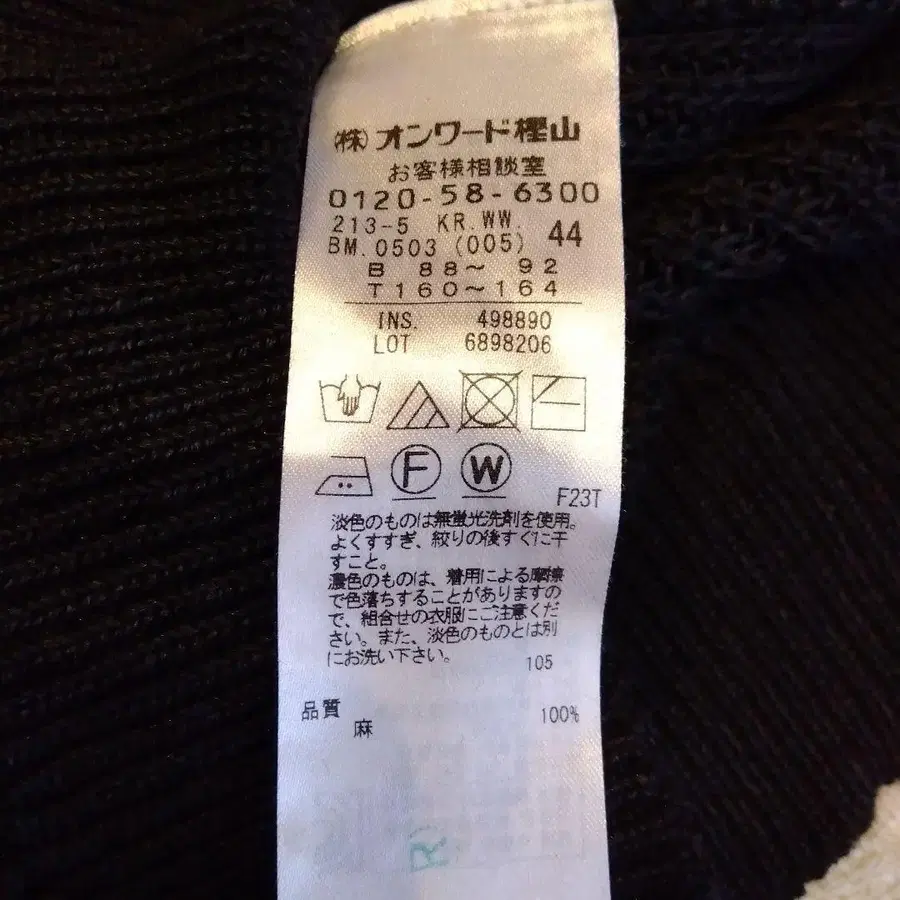 (株)オンワード樫山
お客様相談室
0120-58-6300
213-5 KR.WW.
BM.0503 (005) 44
B 88〜 92
T 160〜164
INS. 498890
LOT 6898206
F W
F23T
淡色のものは無蛍光洗剤を使用。
よくすすぎ、絞りの後すぐに干
すこと。
濃色のものは、着用による摩擦
で色落ちすることがありますの
で、組合せの衣服にご注意くだ
さい。また、淡色のものとは別
にお洗い下さい。
105
品質
麻 100%
R